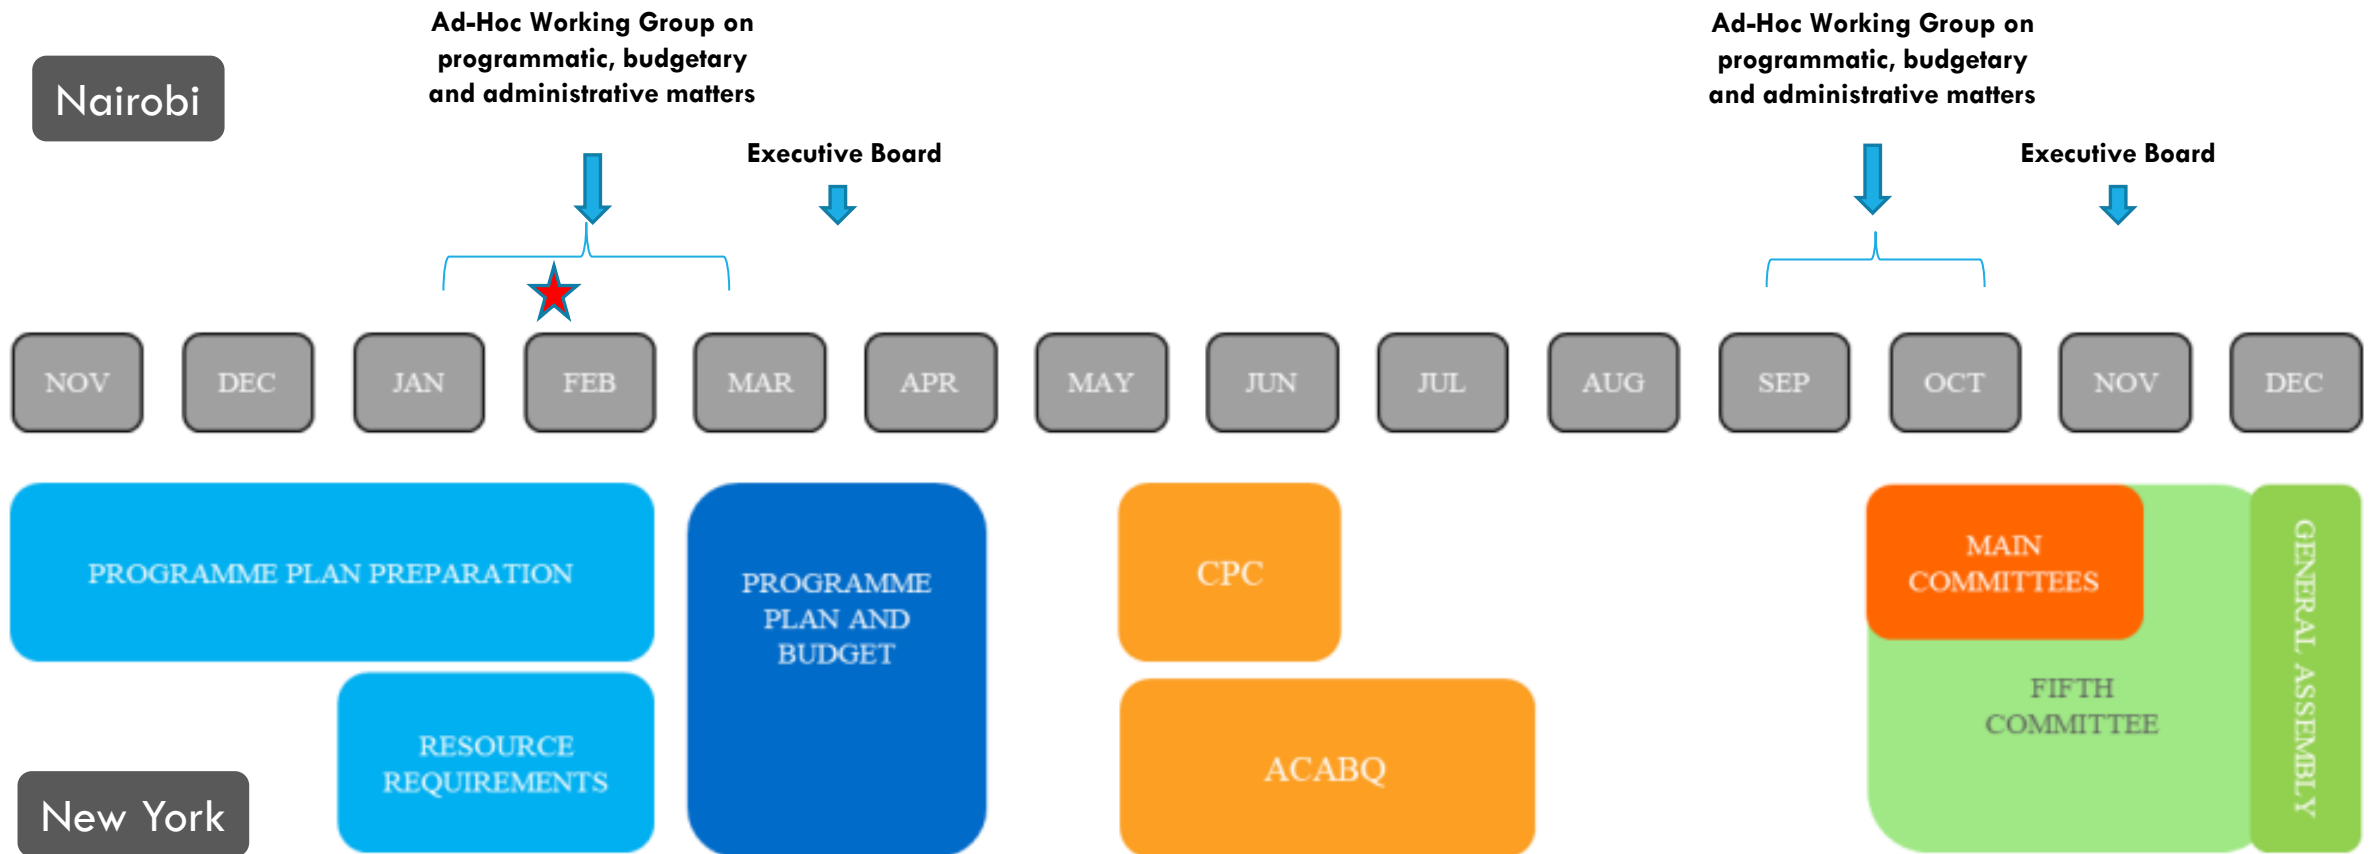 Ad-Hoc Working Group on
programmatic, budgetary
and administrative matters
Ad-Hoc Working Group on
programmatic, budgetary
and administrative matters
Nairobi
Executive Board
Executive Board
NOV
DEC
JAN
FEB
MAR
APR
MAY
JUN
JUL
AUG
SEP
OCT
NOV
DEC
PROGRAMME PLAN PREPARATION
RESOURCE
REQUIREMENTS
PROGRAMME
PLAN AND
BUDGET
CPC
ACABQ
MAIN
COMMITTEES
FIFTH
COMMITTEE
GENERAL ASSEMBLY
New York